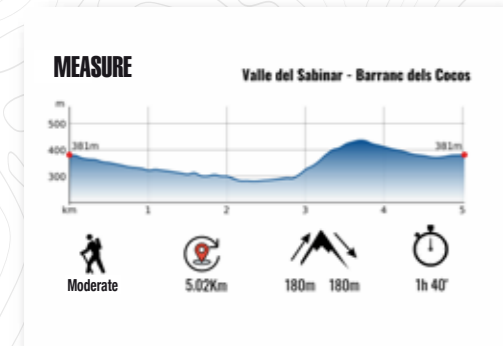 MEASURE
Valle del Sabinar - Barranc dels Cocos
m
500
400
300
381m
381m
km
1
2
3
4
5
Moderate
5.02Km
180m 180m
1h 40'